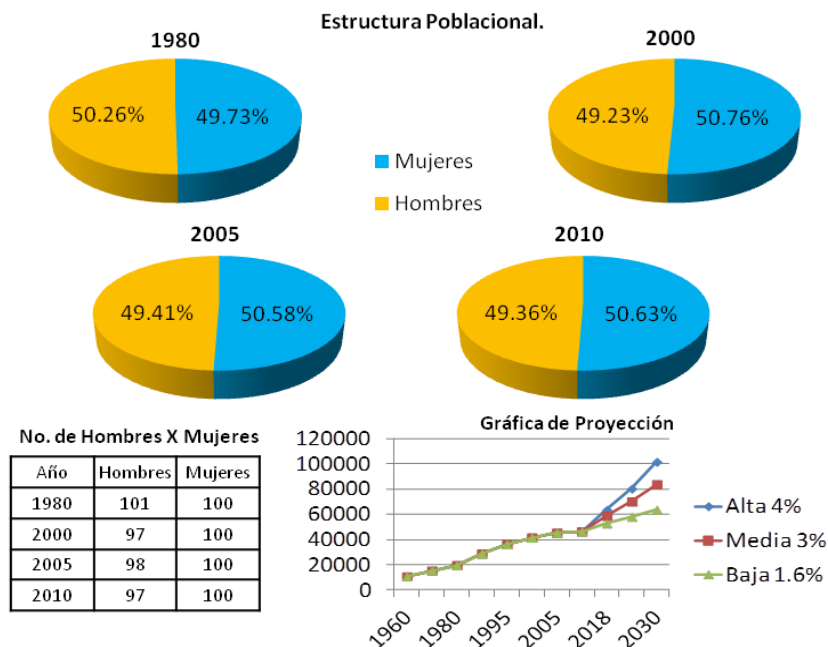 Estructura Poblacional.
1980
2000
50.26% 49.73%
49.23% 50.76%
Mujeres
Hombres
2005
2010
49.41% 50.58%
49.36% 50.63%
No. de Hombres X Mujeres
Año Hombres Mujeres
1980 101 100
2000 97 100
2005 98 100
2010 97 100
Gráfica de Proyección
120000
100000
80000
60000
40000
20000
0
1960 1980 1995 2005 2018 2030
Alta 4%
Media 3%
Baja 1.6%